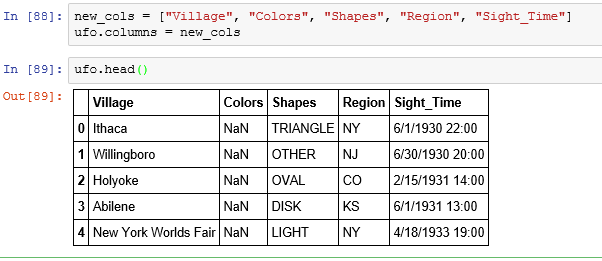 In [88]: new_cols = ["Village", "Colors", "Shapes", "Region", "Sight_Time"]
ufo.columns = new_cols
In [89]: ufo.head()
Out[89]:
Village Colors Shapes Region Sight_Time
0 Ithaca NaN TRIANGLE NY 6/1/1930 22:00
1 Willingboro NaN OTHER NJ 6/30/1930 20:00
2 Holyoke NaN OVAL CO 2/15/1931 14:00
3 Abilene NaN DISK KS 6/1/1931 13:00
4 New York Worlds Fair NaN LIGHT NY 4/18/1933 19:00